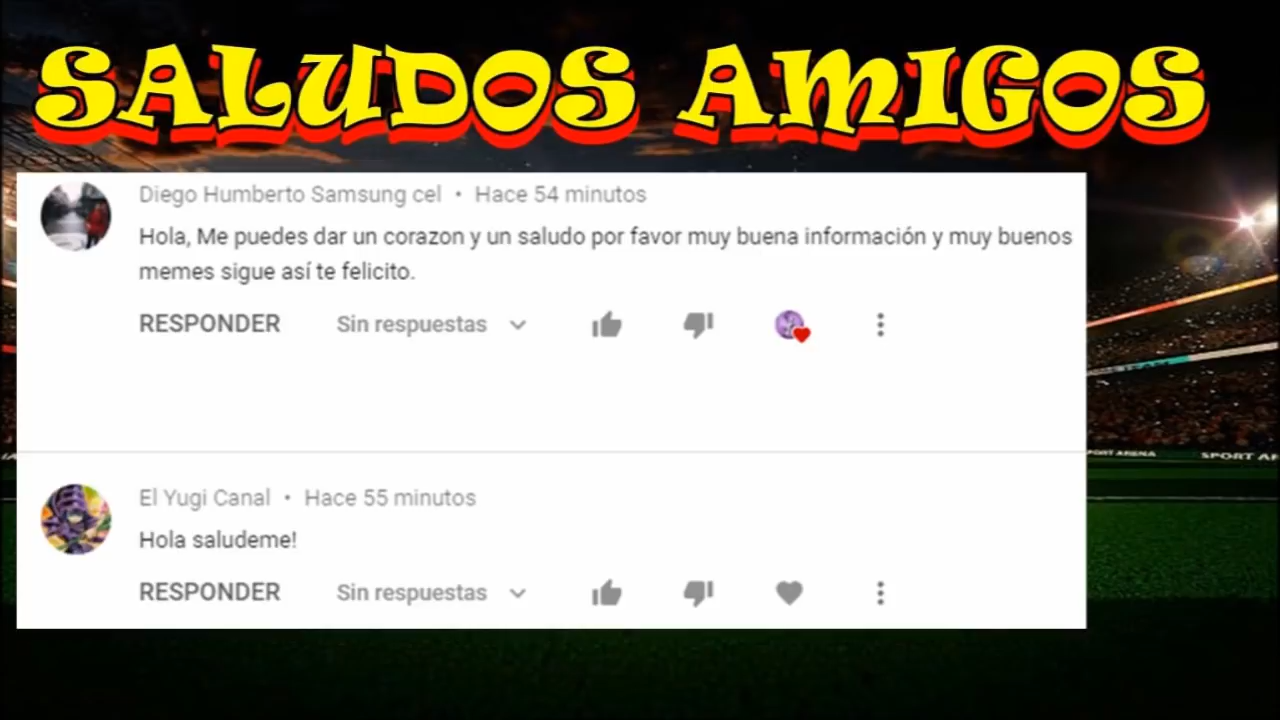 SALUDOS AMIGOS
Diego Humberto Samsung cel • Hace 54 minutos
Hola, Me puedes dar un corazon y un saludo por favor muy buena información y muy buenos
memes sigue así te felicito.
RESPONDER Sin respuestas
El Yugi Canal • Hace 55 minutos
Hola saludeme!
RESPONDER Sin respuestas
SPORT ARENA